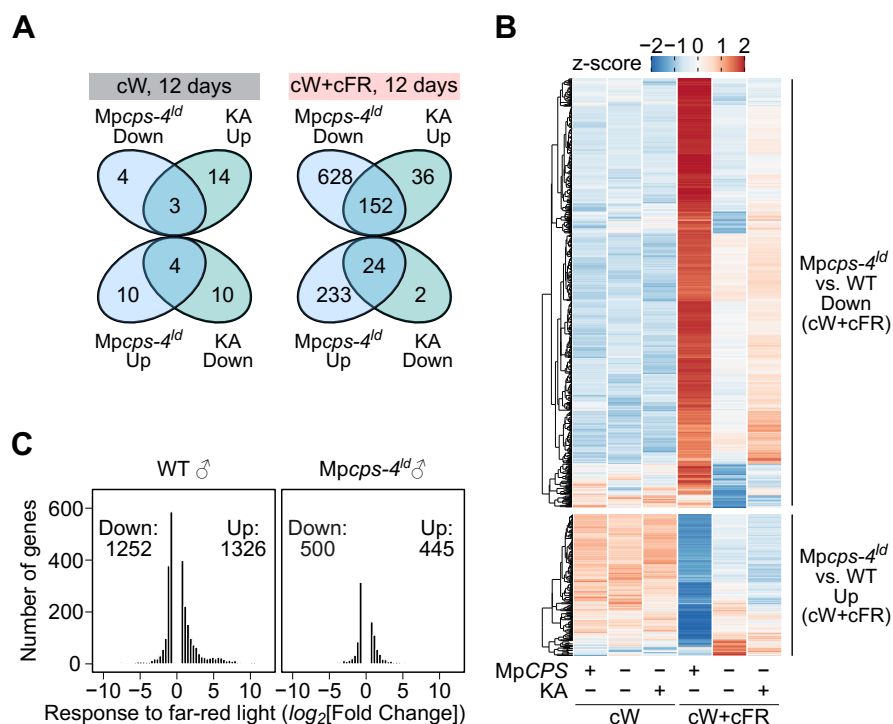 A
cW, 12 days
cW+cFR, 12 days
Mpcps-4ld
Down
KA
Up
Mpcps-4ld
Down
KA
Up
4
14
3
628
36
152
4
10
10
24
233
2
Mpcps-4ld
Up
KA
Down
Mpcps-4ld
Up
KA
Down
B
z-score
−2 −1 0 1 2
Mpcps-4ld
vs. WT
Down
(cW+cFR)
Mpcps-4ld
vs. WT
Up
(cW+cFR)
MpCPS + − − + − −
KA − − + − − +
cW cW+cFR
C
WT ♂
Mpcps-4ld ♂
Number of genes
600
400
200
0
Down:
1252
Up:
1326
Down:
500
Up:
445
−10 −5 0 5 10
−10 −5 0 5 10
Response to far-red light (log2[Fold Change])